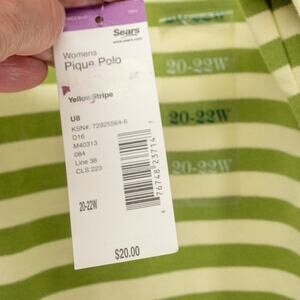 Sears
Womens
Pique Polo
Yellow Stripe
U8
KSN#: 72925564-6
D16
M40313
084
Line 38
CLS 223
20-22W
$20.00
20-22W
20-22W
20-22W